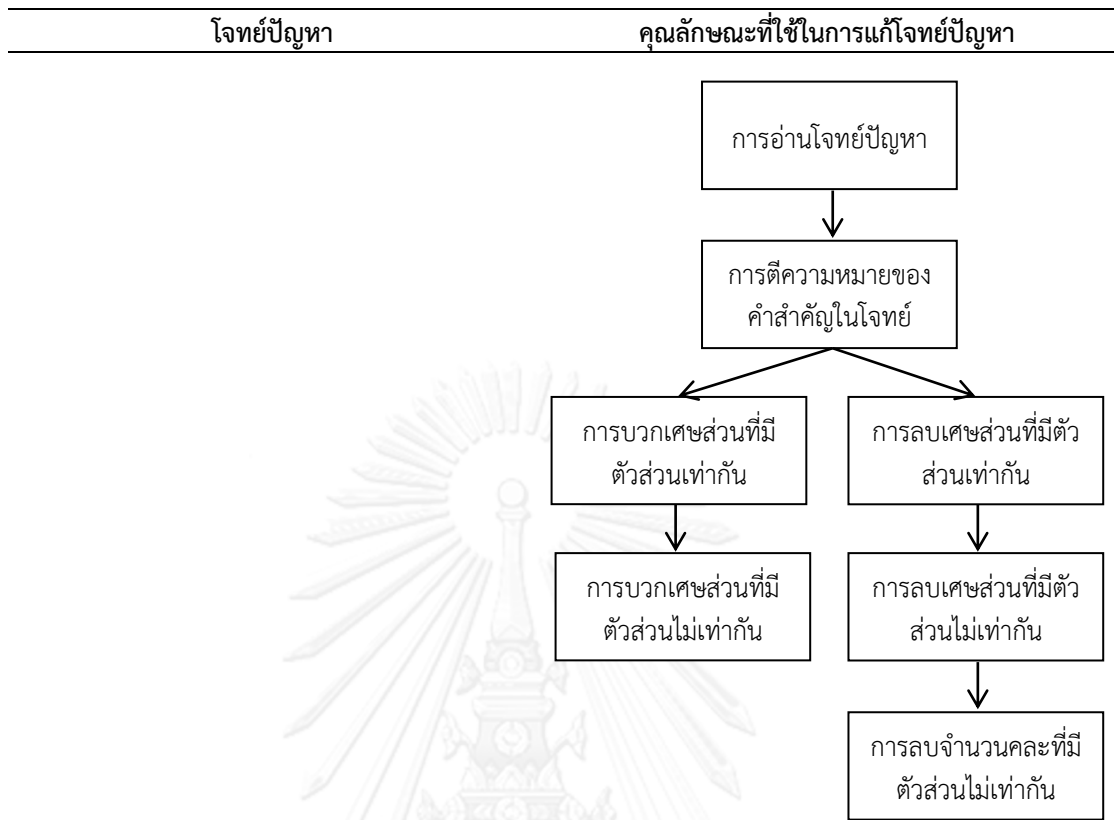 โจทย์ปัญหา
คุณลักษณะที่ใช้ในการแก้โจทย์ปัญหา
การอ่านโจทย์ปัญหา
การตีความหมายของ
คำสำคัญในโจทย์
การบวกเศษส่วนที่มี
ตัวส่วนเท่ากัน
การลบเศษส่วนที่มีตัว
ส่วนเท่ากัน
การบวกเศษส่วนที่มี
ตัวส่วนไม่เท่ากัน
การลบเศษส่วนที่มีตัว
ส่วนไม่เท่ากัน
การลบจำนวนคละที่มี
ตัวส่วนไม่เท่ากัน